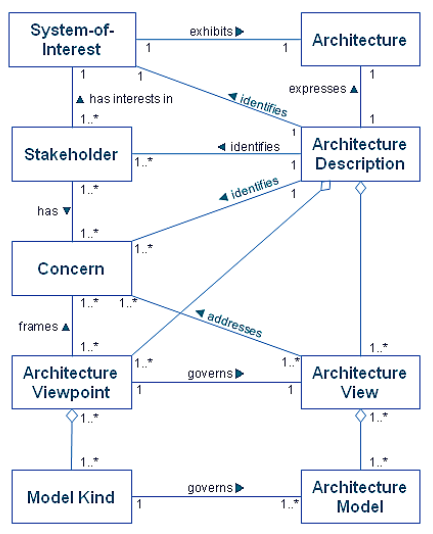 System-of-
Interest
exhibits ▶
1
1
Architecture
1
1
1
▲ has interests in
◀ identifies
expresses ▲
1..*
1
1
Stakeholder
◀ identifies
1..*
1
Architecture
Description
1..*
has ▼
◀ identifies
1
1..*
1..*
Concern
1..*
1..*
◀ addresses
frames ▲
1..*
1..*
1..*
1..*
Architecture
Viewpoint
governs ▶
1
1
Architecture
View
1..*
1..*
1..*
1..*
Model Kind
governs ▶
1
1..*
Architecture
Model